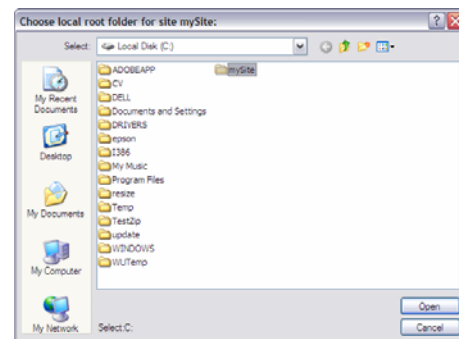 Choose local root folder for site mySite:
Select: Local Disk (C:)
My Recent Documents
Desktop
My Documents
My Computer
My Network
ADOBEAPP
CV
DELL
Documents and Settings
DRIVERS
epson
I386
My Music
Program Files
resize
Temp
TestZip
update
WINDOWS
WUTemp
mySite
Open
Select:C:
Cancel